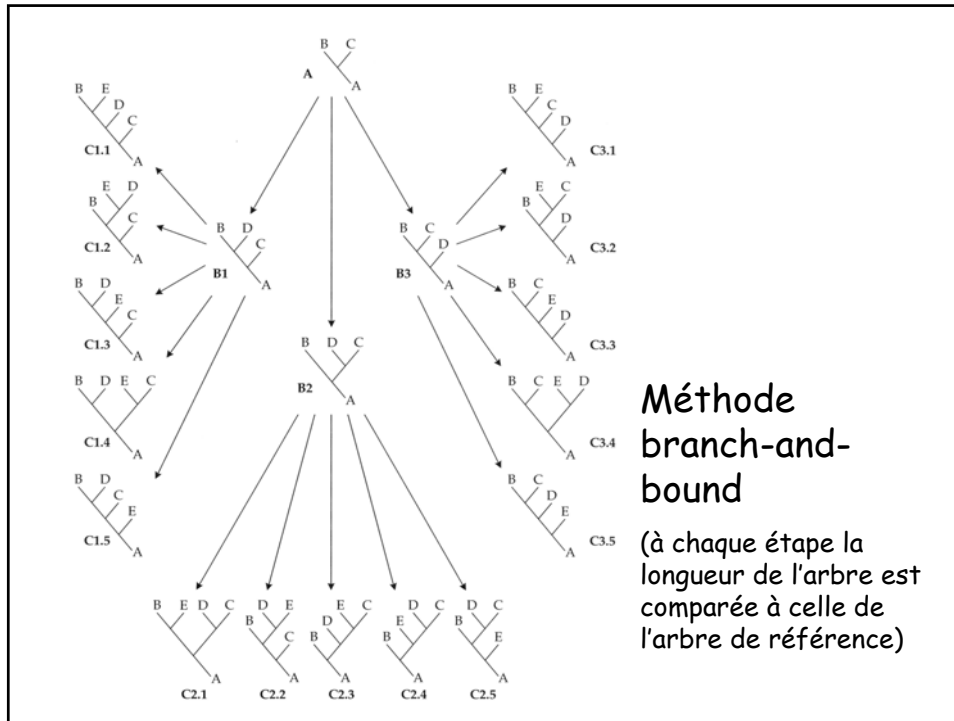 B C
A
A
B E
D
C
A
C1.1
E D
B
C
A
C1.2
B D
E
C
A
C1.3
B D E C
A
C1.4
B D
C
E
A
C1.5
B D
C
A
B1
B D C
A
B2
B C
D
A
B3
B E
C
D
A
C3.1
E C
B
D
A
C3.2
B C
E
D
A
C3.3
B C E D
A
C3.4
B C
D
E
A
C3.5
B E D C
A
C2.1
D E
B
C
A
C2.2
E C
D
B
A
C2.3
D C
E
B
A
C2.4
D C
B
E
A
C2.5
Méthode
branch-and-
bound
(à chaque étape la
longueur de l'arbre est
comparée à celle de
l'arbre de référence)